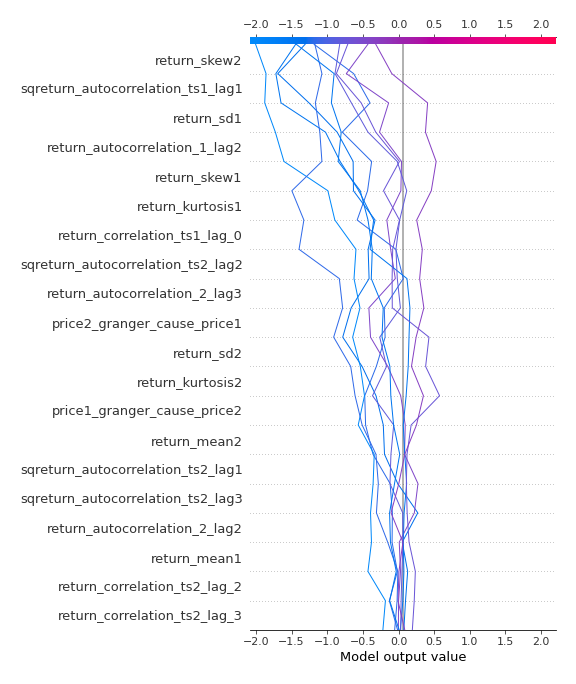 -2.0 -1.5 -1.0 -0.5 0.0 0.5 1.0 1.5 2.0
return_skew2
sqreturn_autocorrelation_ts1_lag1
return_sd1
return_autocorrelation_1_lag2
return_skew1
return_kurtosis1
return_correlation_ts1_lag_0
sqreturn_autocorrelation_ts2_lag2
return_autocorrelation_2_lag3
price2_granger_cause_price1
return_sd2
return_kurtosis2
price1_granger_cause_price2
return_mean2
sqreturn_autocorrelation_ts2_lag1
sqreturn_autocorrelation_ts2_lag3
return_autocorrelation_2_lag2
return_mean1
return_correlation_ts2_lag_2
return_correlation_ts2_lag_3
-2.0 -1.5 -1.0 -0.5 0.0 0.5 1.0 1.5 2.0
Model output value